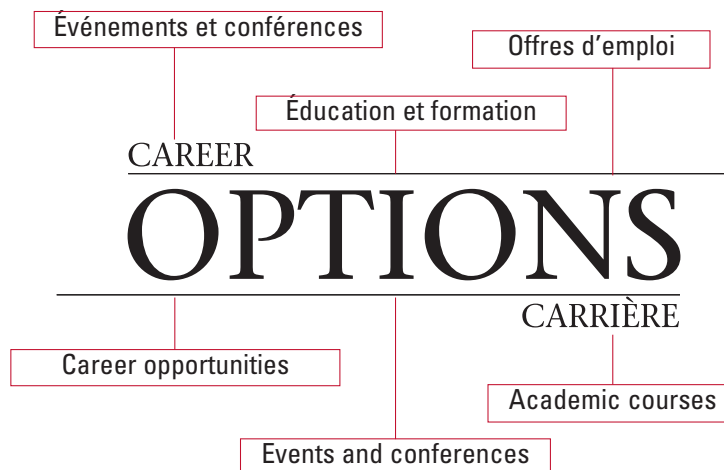 Événements et conférences
Offres d’emploi
Éducation et formation
CAREER
OPTIONS
CARRIÈRE
Career opportunities
Academic courses
Events and conferences